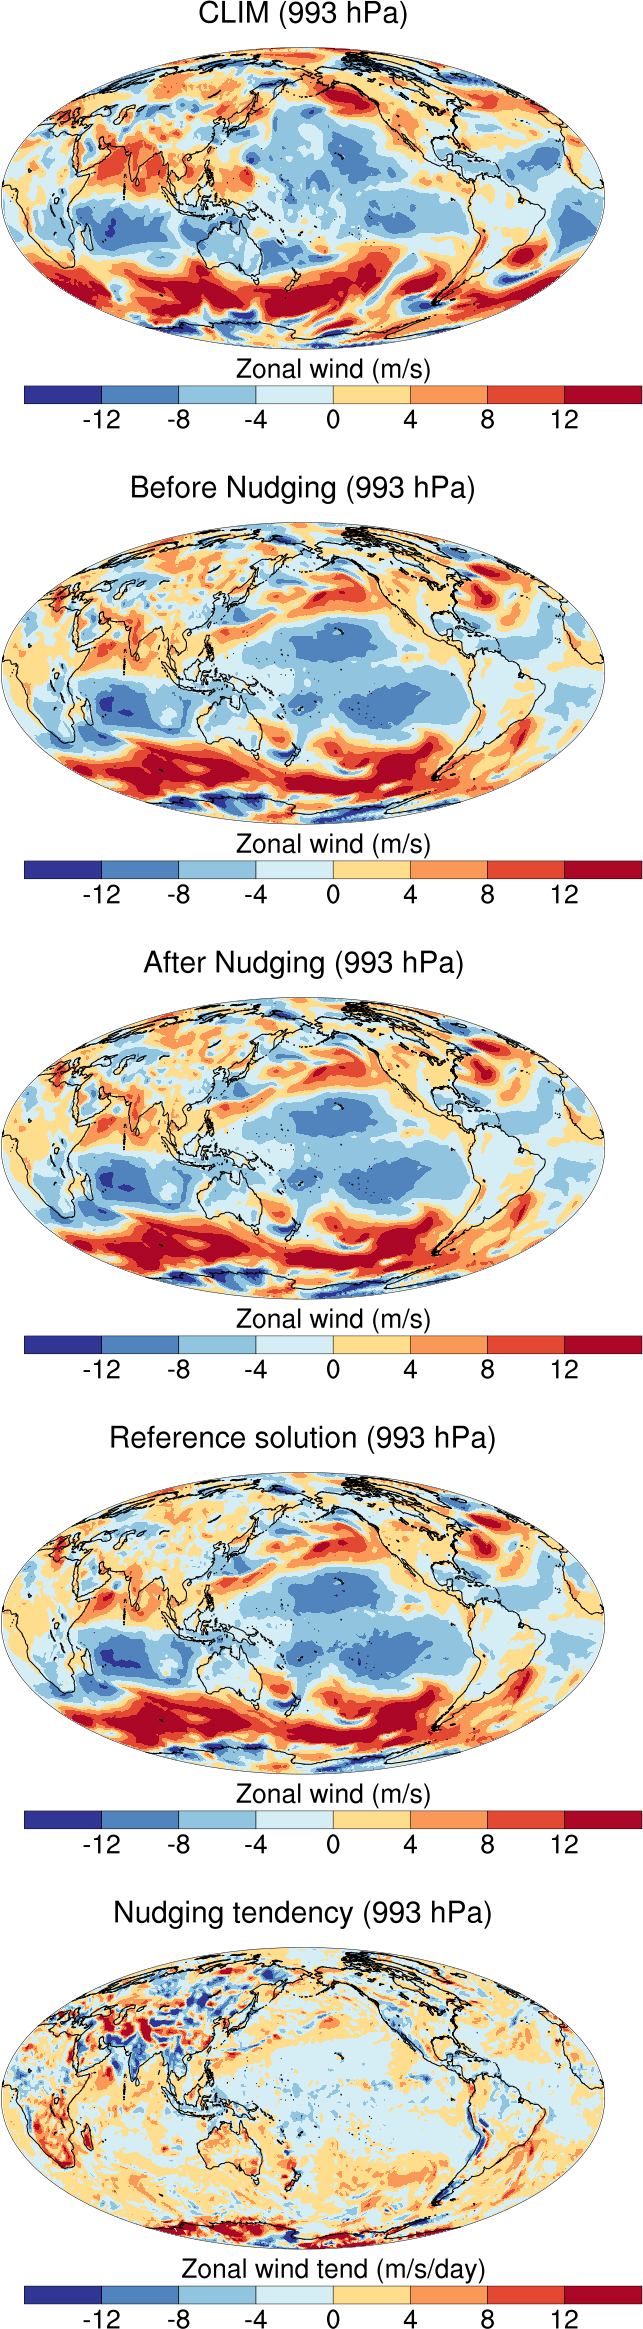 CLIM (993 hPa)
Zonal wind (m/s)
-12 -8 -4 0 4 8 12
Before Nudging (993 hPa)
Zonal wind (m/s)
-12 -8 -4 0 4 8 12
After Nudging (993 hPa)
Zonal wind (m/s)
-12 -8 -4 0 4 8 12
Reference solution (993 hPa)
Zonal wind (m/s)
-12 -8 -4 0 4 8 12
Nudging tendency (993 hPa)
Zonal wind tend (m/s/day)
-12 -8 -4 0 4 8 12